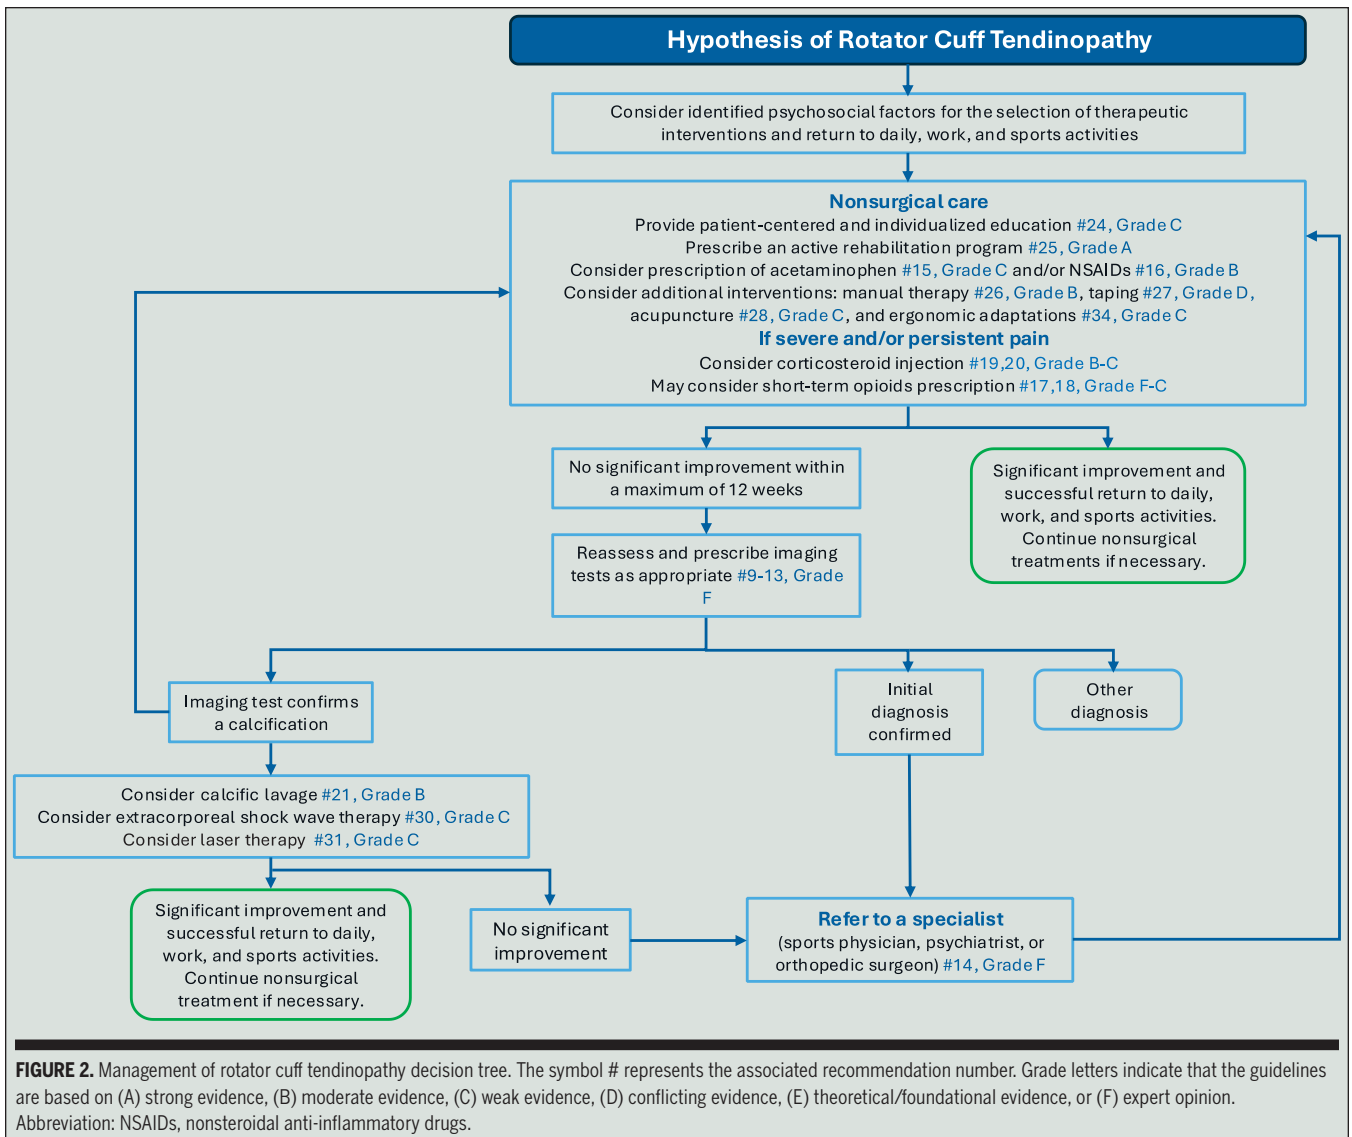 Hypothesis of Rotator Cuff Tendinopathy
Consider identified psychosocial factors for the selection of therapeutic
interventions and return to daily, work, and sports activities
Nonsurgical care
Provide patient-centered and individualized education #24, Grade C
Prescribe an active rehabilitation program #25, Grade A
Consider prescription of acetaminophen #15, Grade C and/or NSAIDs #16, Grade B
Consider additional interventions: manual therapy #26, Grade B, taping #27, Grade D,
acupuncture #28, Grade C, and ergonomic adaptations #34, Grade C
If severe and/or persistent pain
Consider corticosteroid injection #19,20, Grade B-C
May consider short-term opioids prescription #17,18, Grade F-C
No significant improvement within
a maximum of 12 weeks
Significant improvement and
successful return to daily,
work, and sports activities.
Continue nonsurgical
treatments if necessary.
Reassess and prescribe imaging
tests as appropriate #9-13, Grade
F
Imaging test confirms
a calcification
Initial
diagnosis
confirmed
Other
diagnosis
Consider calcific lavage #21, Grade B
Consider extracorporeal shock wave therapy #30, Grade C
Consider laser therapy #31, Grade C
Significant improvement and
successful return to daily,
work, and sports activities.
Continue nonsurgical
treatment if necessary.
No significant
improvement
Refer to a specialist
(sports physician, psychiatrist, or
orthopedic surgeon) #14, Grade F
FIGURE 2. Management of rotator cuff tendinopathy decision tree. The symbol # represents the associated recommendation number. Grade letters indicate that the guidelines
are based on (A) strong evidence, (B) moderate evidence, (C) weak evidence, (D) conflicting evidence, (E) theoretical/foundational evidence, or (F) expert opinion.
Abbreviation: NSAIDs, nonsteroidal anti-inflammatory drugs.